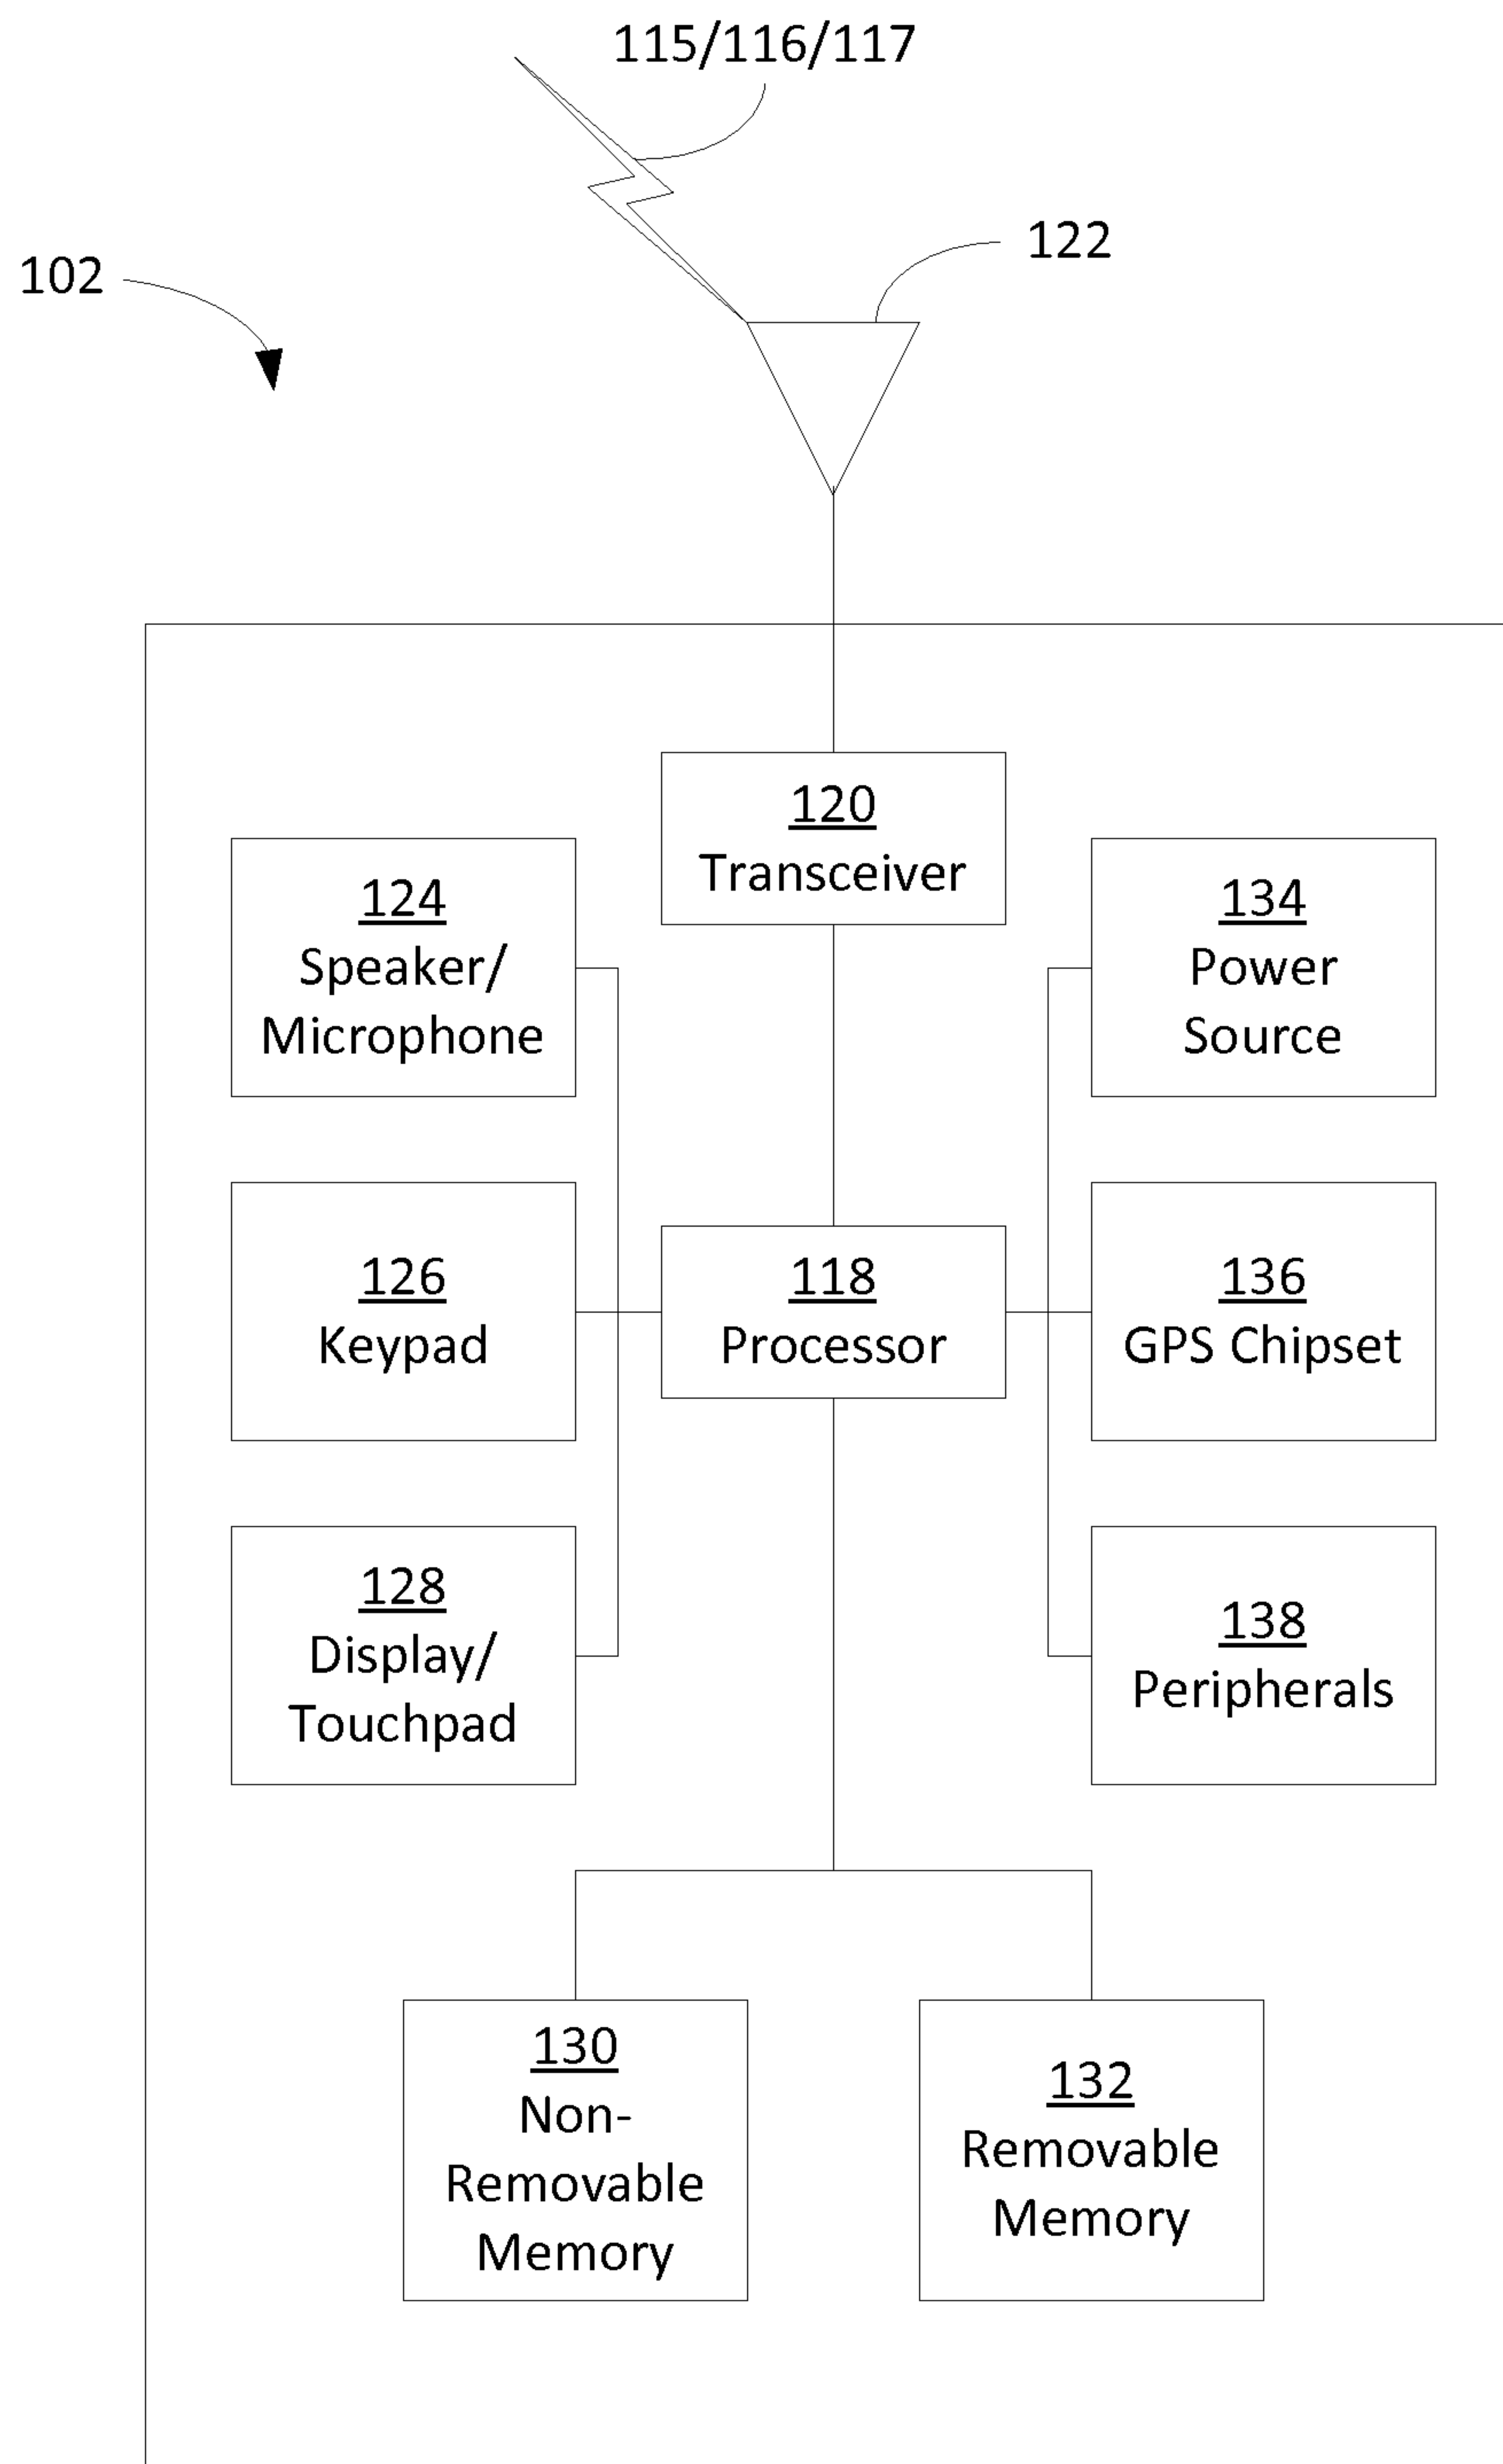 115/116/117
122
102
120
Transceiver
124
Speaker/
Microphone
134
Power
Source
126
Keypad
118
Processor
136
GPS Chipset
128
Display/
Touchpad
138
Peripherals
130
Non-
Removable
Memory
132
Removable
Memory